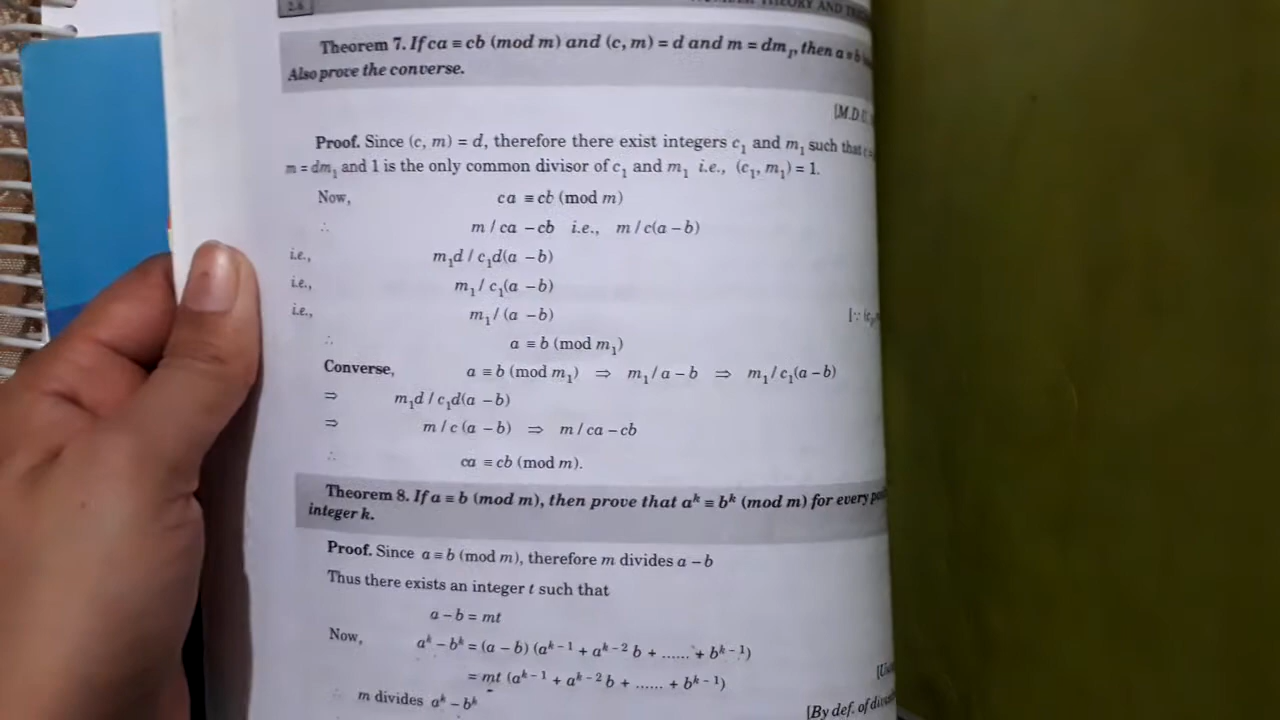 2.6
NUMBER THEORY AND
Theorem 7. If ca ≡ cb (mod m) and (c, m) = d and m = dm₁, then a ≡ b
Also prove the converse.
[M.D.U.
Proof. Since (c, m) = d, therefore there exist integers c₁ and m₁ such that c =
m = dm₁ and 1 is the only common divisor of c₁ and m₁ i.e., (c₁, m₁) = 1.
Now, ca ≡ cb (mod m)
∴ m / ca – cb i.e., m / c(a – b)
i.e., m₁d / c₁d(a – b)
i.e., m₁ / c₁(a – b)
i.e., m₁ / (a – b) [∵ (c₁,
∴ a ≡ b (mod m₁)
Converse, a ≡ b (mod m₁) ⇒ m₁ / a – b ⇒ m₁ / c₁(a – b)
⇒ m₁d / c₁d(a – b)
⇒ m / c (a – b) ⇒ m / ca – cb
∴ ca ≡ cb (mod m).
Theorem 8. If a ≡ b (mod m), then prove that aᵏ ≡ bᵏ (mod m) for every
integer k.
Proof. Since a ≡ b (mod m), therefore m divides a – b
Thus there exists an integer t such that
a – b = mt
Now, aᵏ – bᵏ = (a – b) (aᵏ⁻¹ + aᵏ⁻² b + ...... + bᵏ⁻¹)
= mt (aᵏ⁻¹ + aᵏ⁻² b + ...... + bᵏ⁻¹)
∴ m divides aᵏ – bᵏ
[By def. of